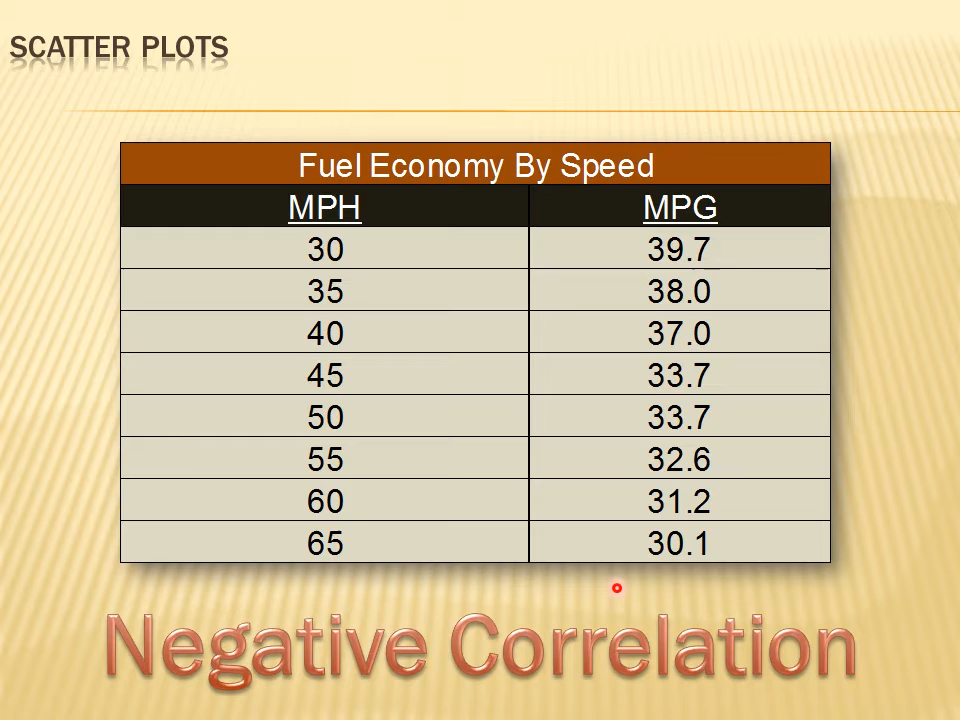 SCATTER PLOTS
Fuel Economy By Speed
MPH MPG
30 39.7
35 38.0
40 37.0
45 33.7
50 33.7
55 32.6
60 31.2
65 30.1
Negative Correlation